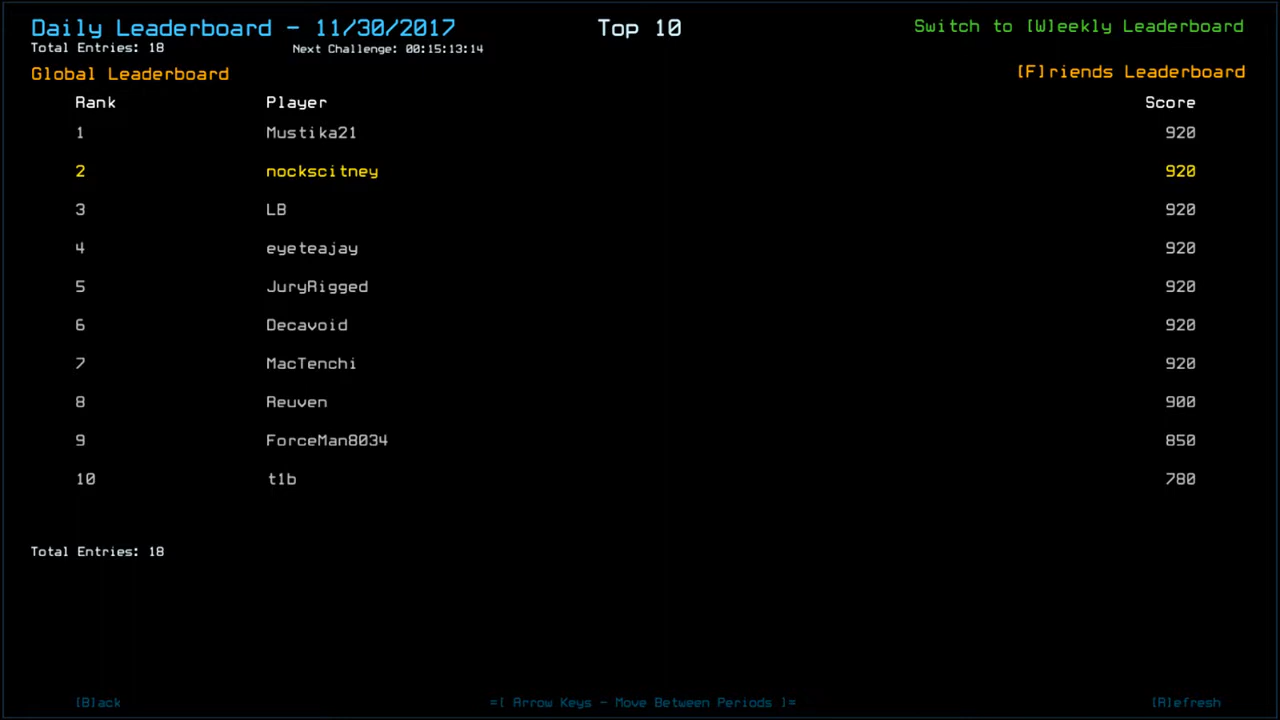 Daily Leaderboard - 11/30/2017 Top 10 Switch to [W]eekly Leaderboard
Total Entries: 18 Next Challenge: 00:15:13:14
Global Leaderboard [F]riends Leaderboard
Rank Player Score
1 Mustika21 920
2 nockscitney 920
3 LB 920
4 eyeteajay 920
5 JuryRigged 920
6 Decavoid 920
7 MacTenchi 920
8 Reuven 900
9 ForceMan8034 850
10 t1b 780
Total Entries: 18
[B]ack =[ Arrow Keys - Move Between Periods ]= [R]efresh